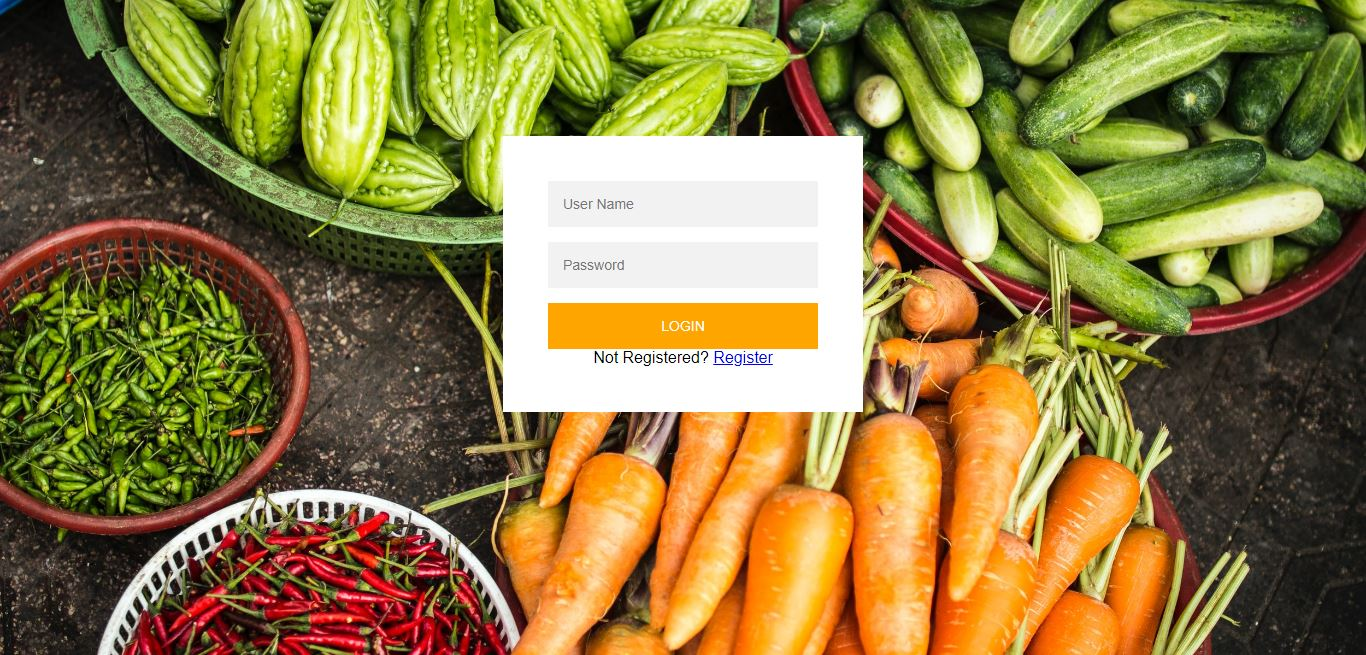 User Name
Password
LOGIN
Not Registered? Register